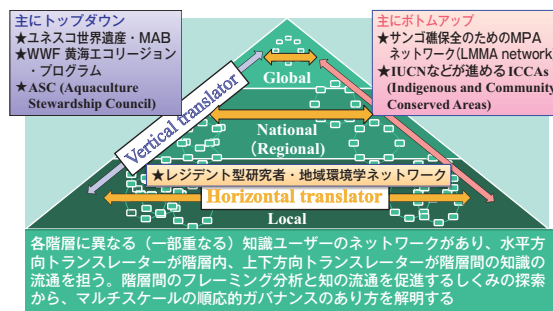 主にトップダウン
★ユネスコ世界遺産・MAB
★WWF 黄海エコリージョン
・プログラム
★ASC (Aquaculture
Stewardship Council)
主にボトムアップ
★サンゴ礁保全のためのMPA
ネットワーク(LMMA network)
★IUCNなどが進めるICCAs
(Indigenous and Community
Conserved Areas)
Vertical translator
Global
National
(Regional)
★レジデント型研究者・地域環境学ネットワーク
Horizontal translator
Local
各階層に異なる（一部重なる）知識ユーザーのネットワークがあり、水平方
向トランスレーターが階層内、上下方向トランスレーターが階層間の知識の
流通を担う。階層間のフレーミング分析と知の流通を促進するしくみの探索
から、マルチスケールの順応的ガバナンスのあり方を解明する